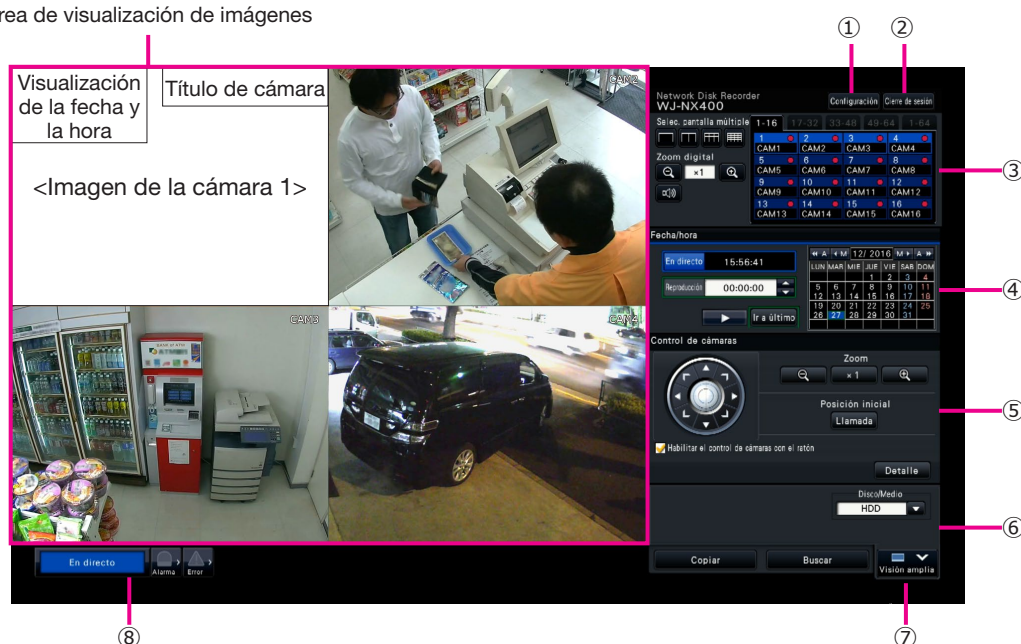 rea de visualización de imágenes
① ②
Visualización
de la fecha y
la hora
Título de cámara
<Imagen de la cámara 1>
CAM2
CAM3
CAM4
BANK of ATM
ATM
Network Disk Recorder
WJ-NX400
Configuración
Cierre de sesión
Selec. pantalla múltiple
1-16 17-32 33-48 49-64 1-64
1 2 3 4
CAM1 CAM2 CAM3 CAM4
5 6 7 8
CAM5 CAM6 CAM7 CAM8
9 10 11 12
CAM9 CAM10 CAM11 CAM12
13 14 15 16
CAM13 CAM14 CAM15 CAM16
Zoom digital
×1
③
Fecha/hora
En directo 15:56:41
Reproducción 00:00:00
Ir a último
A M 12/ 2016 M A
LUN MAR MIE JUE VIE SAB DOM
1 2 3 4
5 6 7 8 9 10 11
12 13 14 15 16 17 18
19 20 21 22 23 24 25
26 27 28 29 30 31
④
Control de cámaras
Zoom
×1
Posición inicial
Llamada
Habilitar el control de cámaras con el ratón
Detalle
⑤
Disco/Medio
HDD
⑥
Copiar Buscar
Visión amplia
En directo
Alarma Error
⑧ ⑦